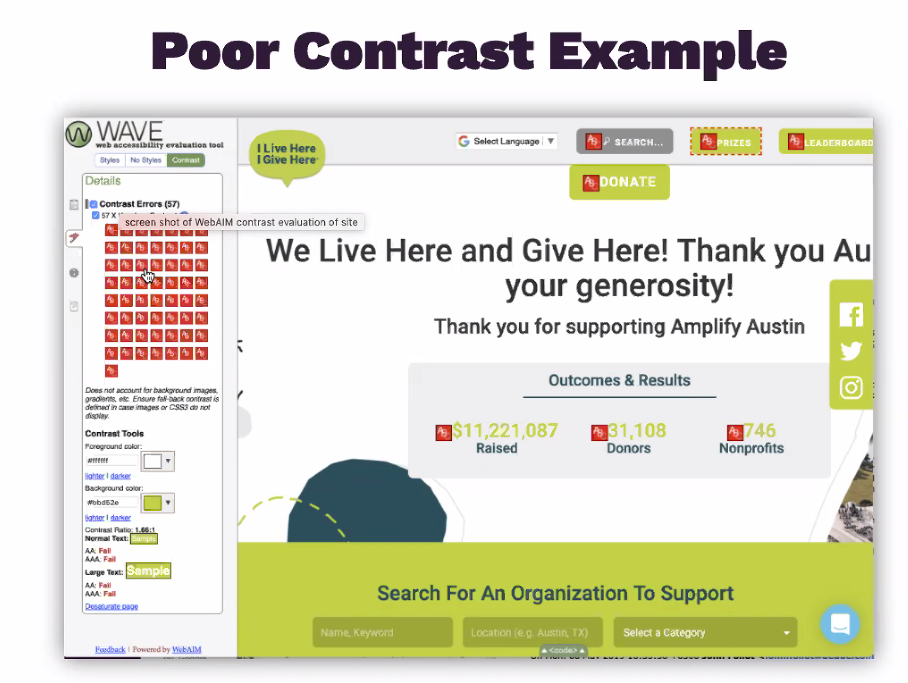 Poor Contrast Example
WAVE
web accessibility evaluation tool
Styles No Styles Contrast
Details
Contrast Errors (57)
57 X
screen shot of WebAIM contrast evaluation of site
Does not account for background images,
gradients, etc. Ensure fall-back contrast is
defined in case images or CSS3 do not
display.
Contrast Tools
Foreground color:
#ffffff
lighter | darker
Background color:
#bbd52e
lighter | darker
Contrast Ratio: 1.66:1
Normal Text: Sample
AA: Fail
AAA: Fail
Large Text: Sample
AA: Fail
AAA: Fail
Desaturate page
Feedback | Powered by WebAIM
I Live Here
I Give Here
Select Language
SEARCH...
PRIZES
LEADERBOARD
DONATE
We Live Here and Give Here! Thank you Au
your generosity!
Thank you for supporting Amplify Austin
Outcomes & Results
$11,221,087
Raised
31,108
Donors
746
Nonprofits
Search For An Organization To Support
Name, Keyword
Location (e.g. Austin, TX)
Select a Category
<code>